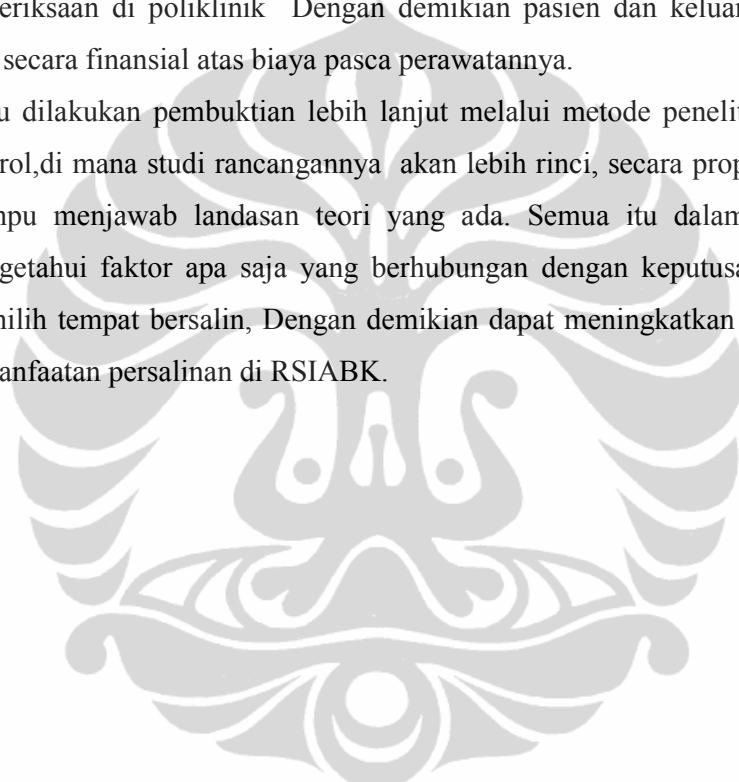 eriksaan di poliklinik Dengan demikian pasien dan keluar
secara finansial atas biaya pasca perawatannya.
u dilakukan pembuktian lebih lanjut melalui metode penelit
rol,di mana studi rancangannya akan lebih rinci, secara prop
npu menjawab landasan teori yang ada. Semua itu dalam
getahui faktor apa saja yang berhubungan dengan keputusa
nilih tempat bersalin, Dengan demikian dapat meningkatkan
anfaatan persalinan di RSIABK.